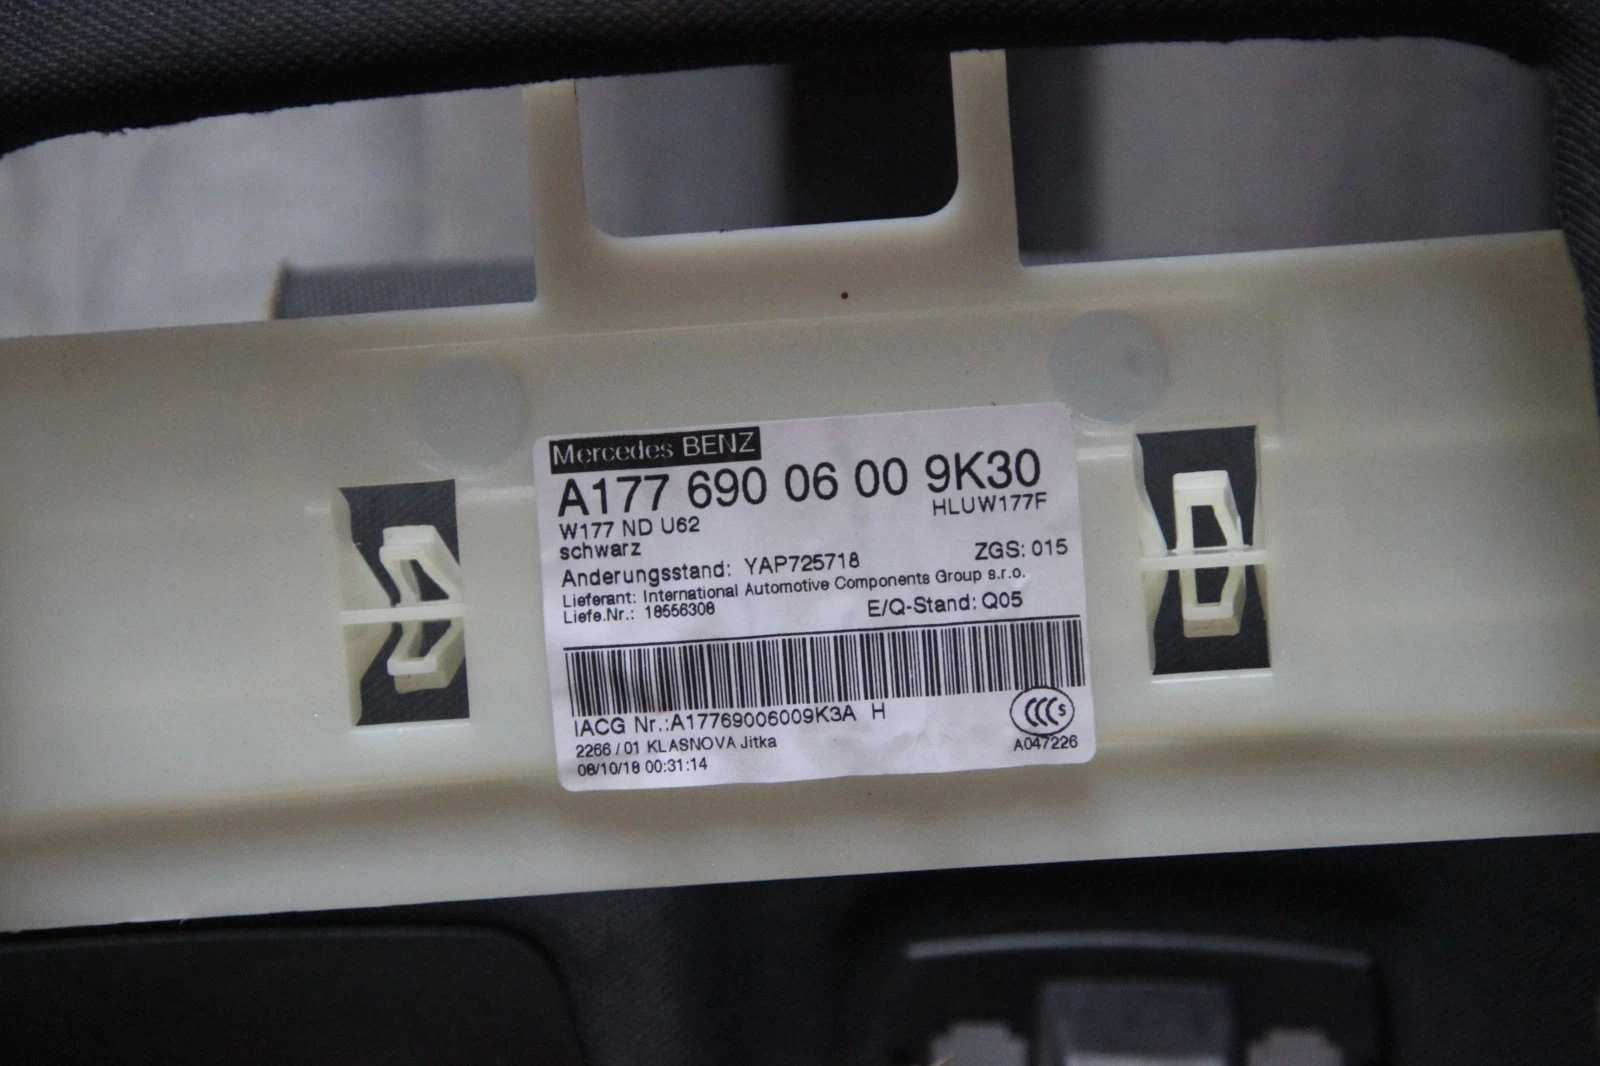 Mercedes BENZ
A177 690 06 00 9K30
W177 ND U62 HLUW177F
schwarz
Anderungsstand: YAP725718 ZGS: 015
Lieferant: International Automotive Components Group s.r.o.
Liefe.Nr.: 18556308 E/Q-Stand: Q05
IACG Nr.:A17769006009K3A H
CCC S
2266 / 01 KLASNOVA Jitka A047226
08/10/18 00:31:14